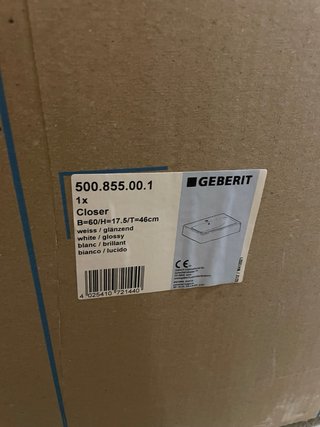 500.855.00.1
GEBERIT
1x
Closer
B=60/H=17.5/T=46cm
weiss / glänzend
white / glossy
blanc / brillant
bianco / lucido
CE
4 025410 721440